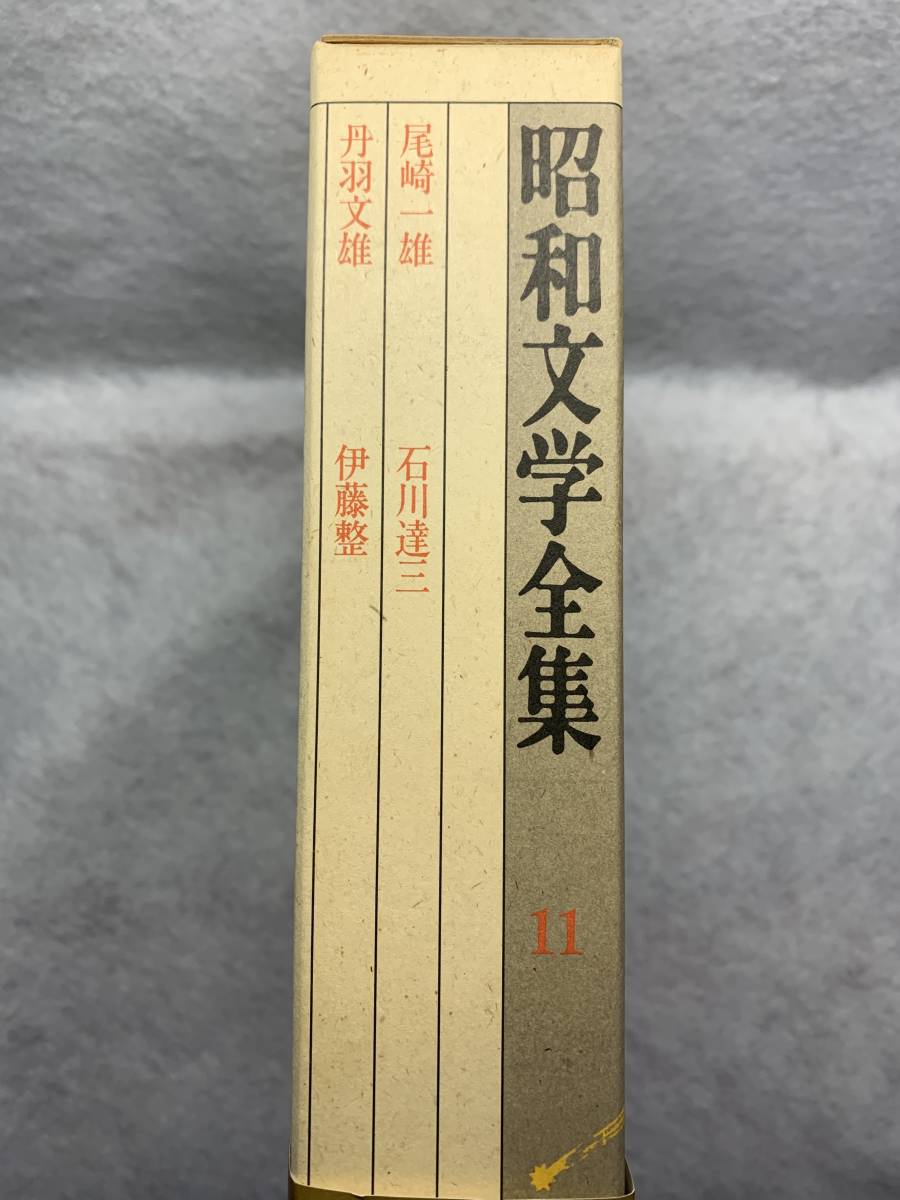 昭和文学全集
11
尾崎一雄
石川達三
丹羽文雄
伊藤整